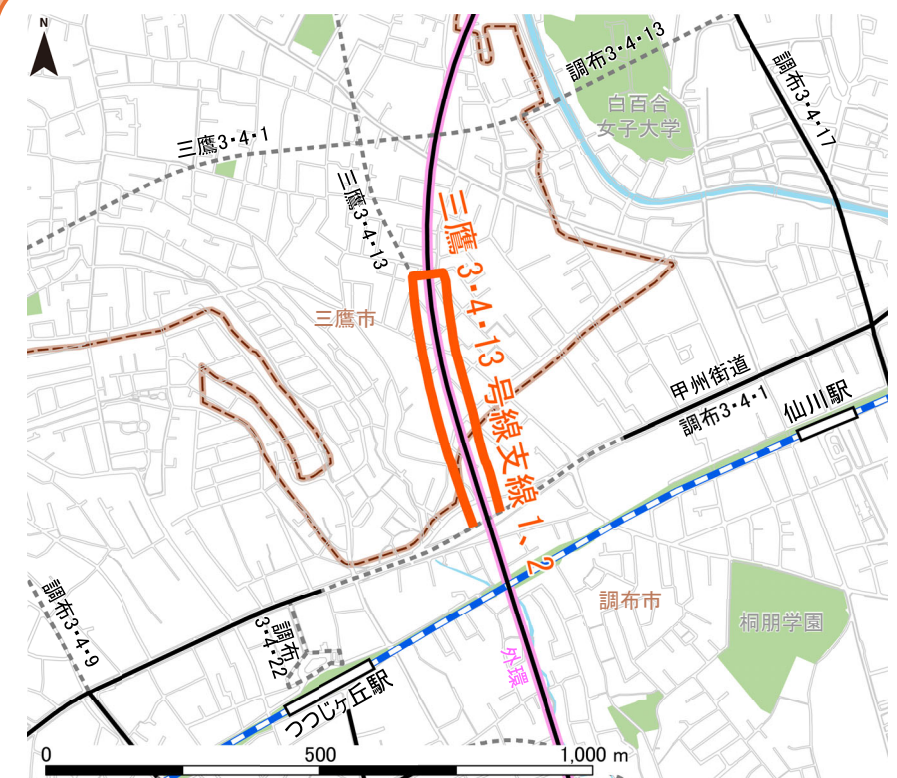 N
調布3・4・13
白百合
女子大学
調布3・4・17
三鷹3・4・1
三鷹3・4・13
三鷹 3・4・13 号線支線 1、2
三鷹市
甲州街道
調布3・4・1
仙川駅
調布市
桐朋学園
調布3・4・9
調布
3・4・22
外環
つつじヶ丘駅
0
500
1,000 m